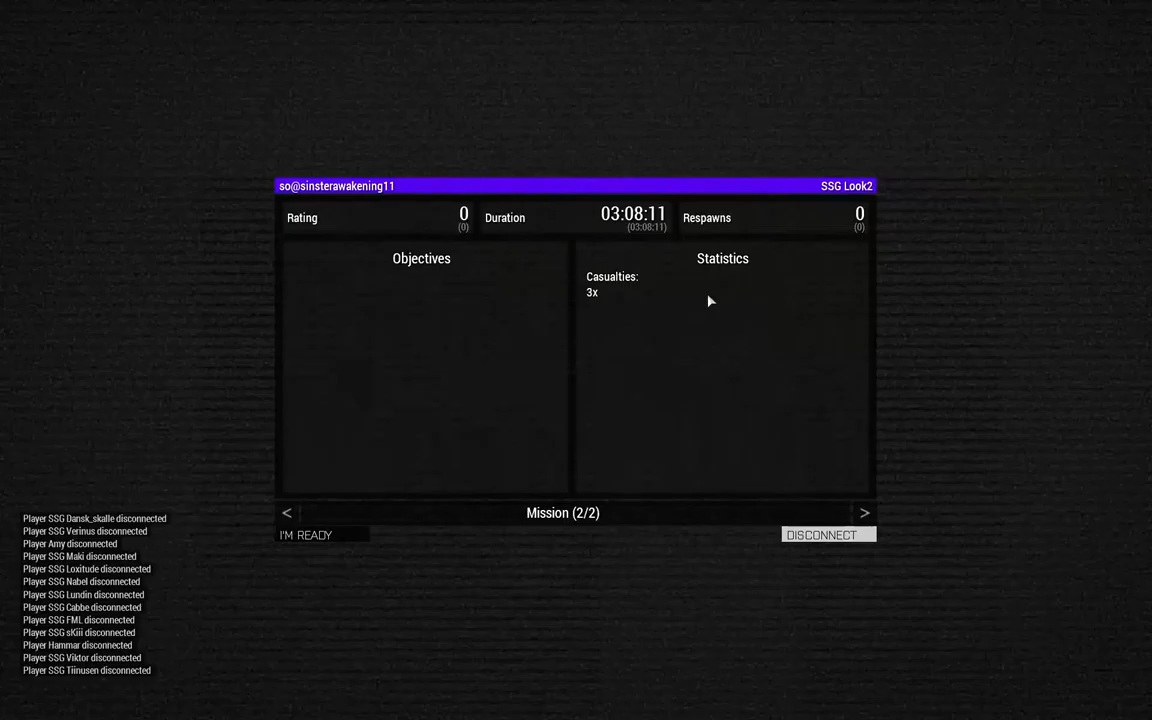 so@sinsterawakening11 SSG Look2
Rating 0 Duration 03:08:11 Respawns 0
(0) (03:08:11) (0)
Objectives Statistics
Casualties:
3x
< Mission (2/2) >
I'M READY DISCONNECT
Player SSG Dansk_skalle disconnected
Player SSG Verinus disconnected
Player Amy disconnected
Player SSG Maki disconnected
Player SSG Loxitude disconnected
Player SSG Nabel disconnected
Player SSG Lundin disconnected
Player SSG Cabbe disconnected
Player SSG FML disconnected
Player SSG sKiii disconnected
Player Hammar disconnected
Player SSG Viktor disconnected
Player SSG Tiinusen disconnected